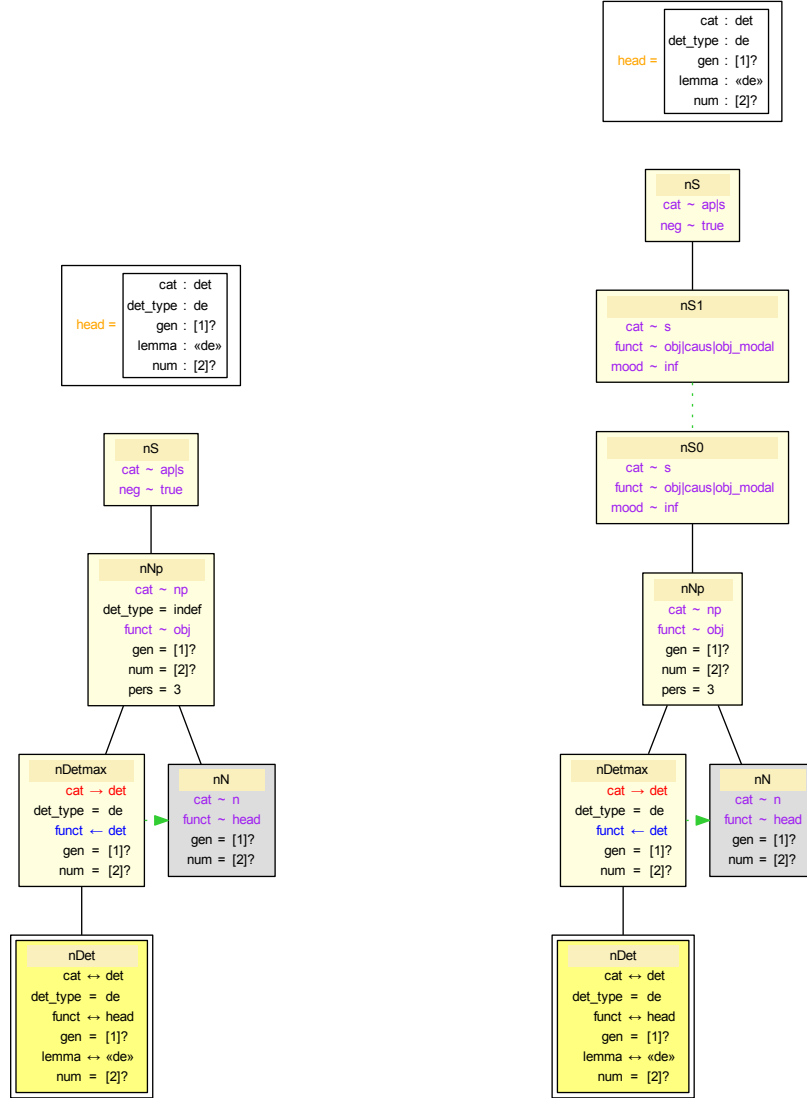 head =
cat : det
det_type : de
gen : [1]?
lemma : «de»
num : [2]?
nS
cat ~ ap|s
neg ~ true
nNp
cat ~ np
det_type = indef
funct ~ obj
gen = [1]?
num = [2]?
pers = 3
nDetmax
cat → det
det_type = de
funct ← det
gen = [1]?
num = [2]?
nN
cat ~ n
funct ~ head
gen = [1]?
num = [2]?
nDet
cat ↔ det
det_type = de
funct ↔ head
gen = [1]?
lemma ↔ «de»
num = [2]?
head =
cat : det
det_type : de
gen : [1]?
lemma : «de»
num : [2]?
nS
cat ~ ap|s
neg ~ true
nS1
cat ~ s
funct ~ obj|caus|obj_modal
mood ~ inf
nS0
cat ~ s
funct ~ obj|caus|obj_modal
mood ~ inf
nNp
cat ~ np
funct ~ obj
gen = [1]?
num = [2]?
pers = 3
nDetmax
cat → det
det_type = de
funct ← det
gen = [1]?
num = [2]?
nN
cat ~ n
funct ~ head
gen = [1]?
num = [2]?
nDet
cat ↔ det
det_type = de
funct ↔ head
gen = [1]?
lemma ↔ «de»
num = [2]?